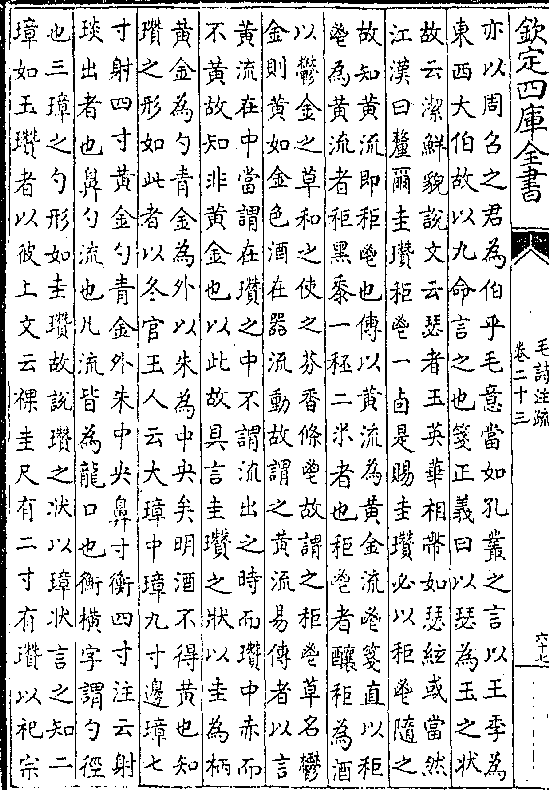 欽定四庫全書
毛詩注疏
卷二十三
六十七
亦以周召之君為伯乎毛意當如孔叢之言以王季為
東西大伯故以九命言之也箋正義曰以瑟為玉之狀
故云潔鮮貌說文云瑟者玉英華相帶如瑟絃或當然
江漢曰釐爾圭瓚秬鬯一卣是賜圭瓚必以秬鬯隨之
故知黄流即秬鬯也傳以黄流為黄金流鬯箋直以秬
鬯為黄流者秬黑黍一秠二米者也秬鬯者釀秬為酒
以鬱金之草和之使之芬香條鬯故謂之秬鬯草名鬱
金則黄如金色酒在器流動故謂之黄流易傳者以言
黄流在中當謂在瓚之中不謂流出之時而瓚中赤而
不黄故知非黄金也以此故具言圭瓚之狀以圭為柄
黄金為勺青金為外以朱為中央矣明酒不得黄也知
瓚之形如此者以冬官玉人云大璋中璋九寸邊璋七
寸射四寸黄金勺青金外朱中央鼻寸衡四寸注云射
琰出者也鼻勺流也凡流皆為龍口也衡橫字謂勺徑
也三璋之勺形如圭瓚故說瓚之狀以璋狀言之知二
璋如玉瓚者以彼上文云祼圭尺有二寸有瓚以祀宗